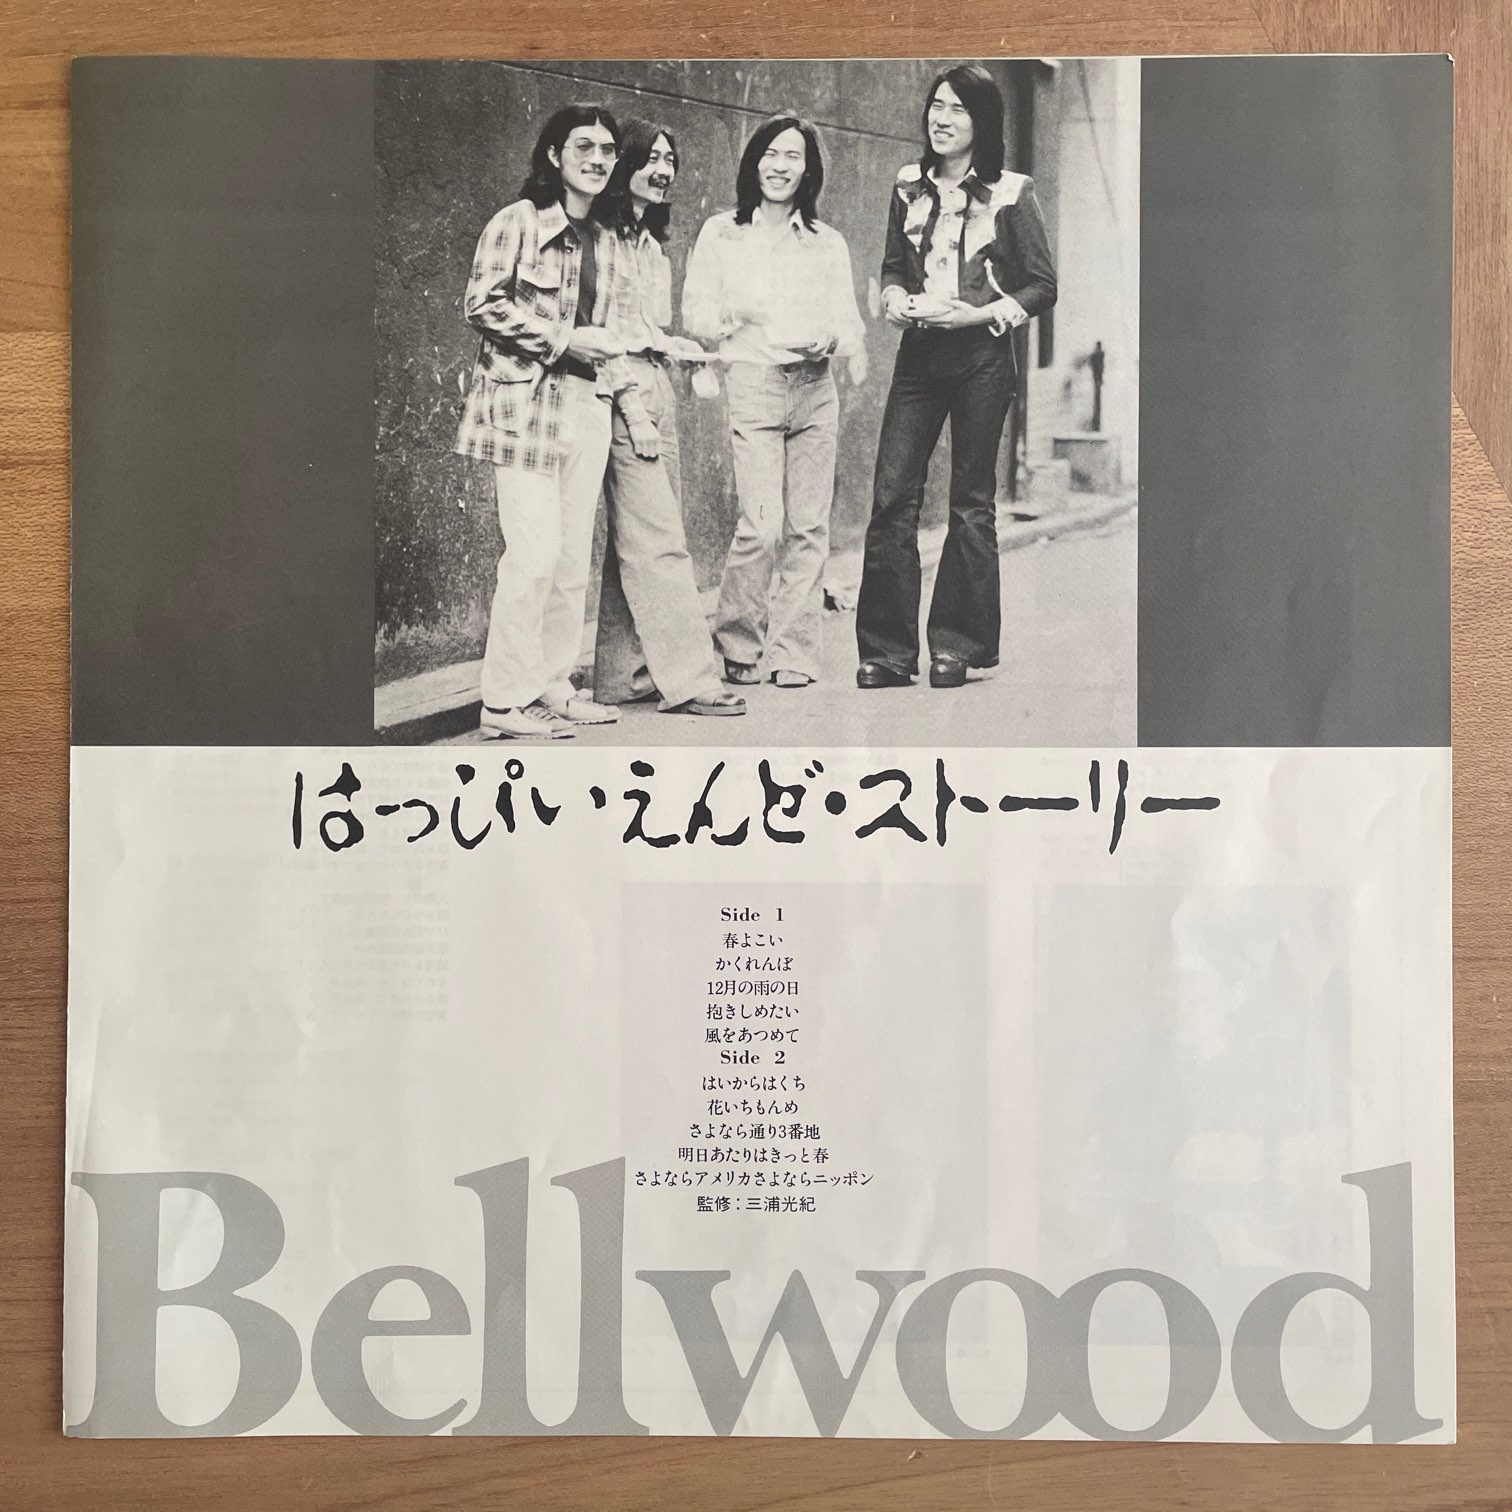 はっぴいえんど・ストーリー
Side 1
春よこい
かくれんぼ
12月の雨の日
抱きしめたい
風をあつめて
Side 2
はいからはくち
花いちもんめ
さよなら通り3番地
明日あたりはきっと春
さよならアメリカさよならニッポン
監修：三浦光紀
Bellwood